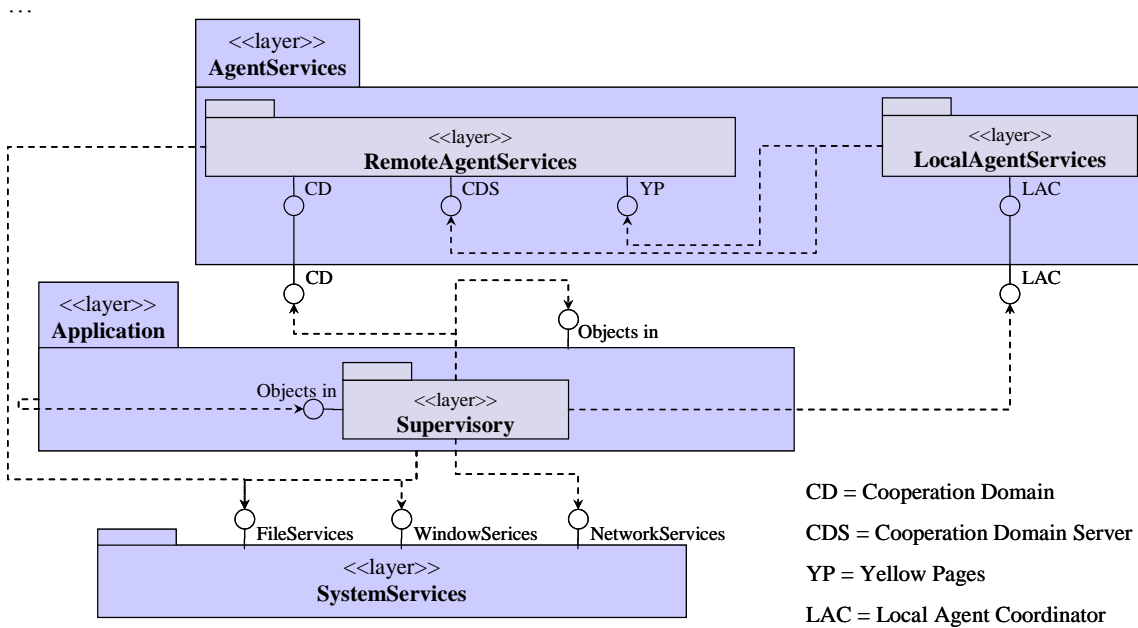 …
<<layer>>
AgentServices
<<layer>>
RemoteAgentServices
<<layer>>
LocalAgentServices
CD
CDS
YP
LAC
CD
LAC
<<layer>>
Application
Objects in
Objects in
<<layer>>
Supervisory
FileServices
WindowSerices
NetworkServices
<<layer>>
SystemServices
CD = Cooperation Domain
CDS = Cooperation Domain Server
YP = Yellow Pages
LAC = Local Agent Coordinator